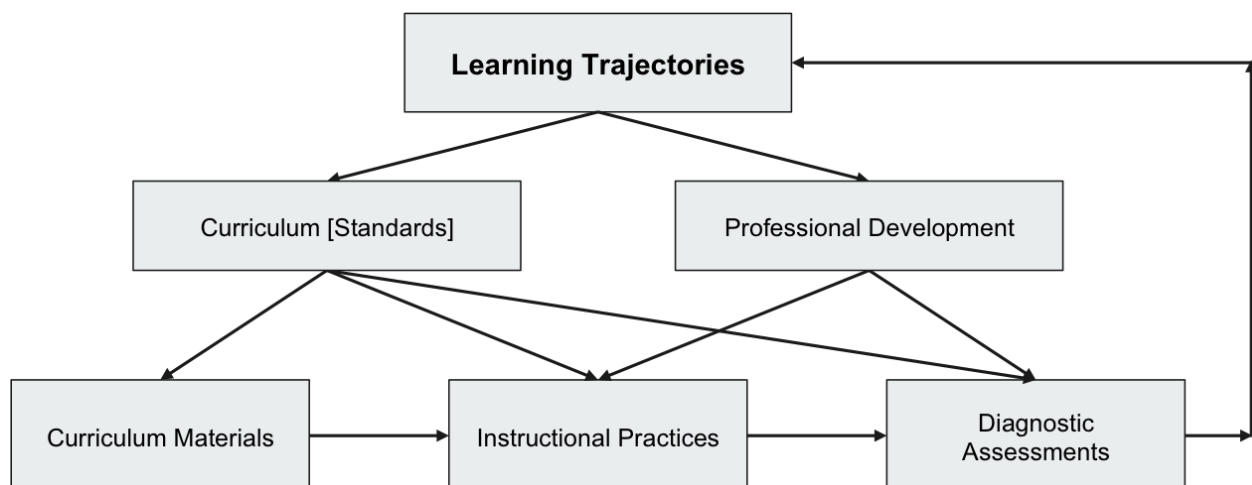 Learning Trajectories
Curriculum [Standards]
Professional Development
Curriculum Materials
Instructional Practices
Diagnostic
Assessments